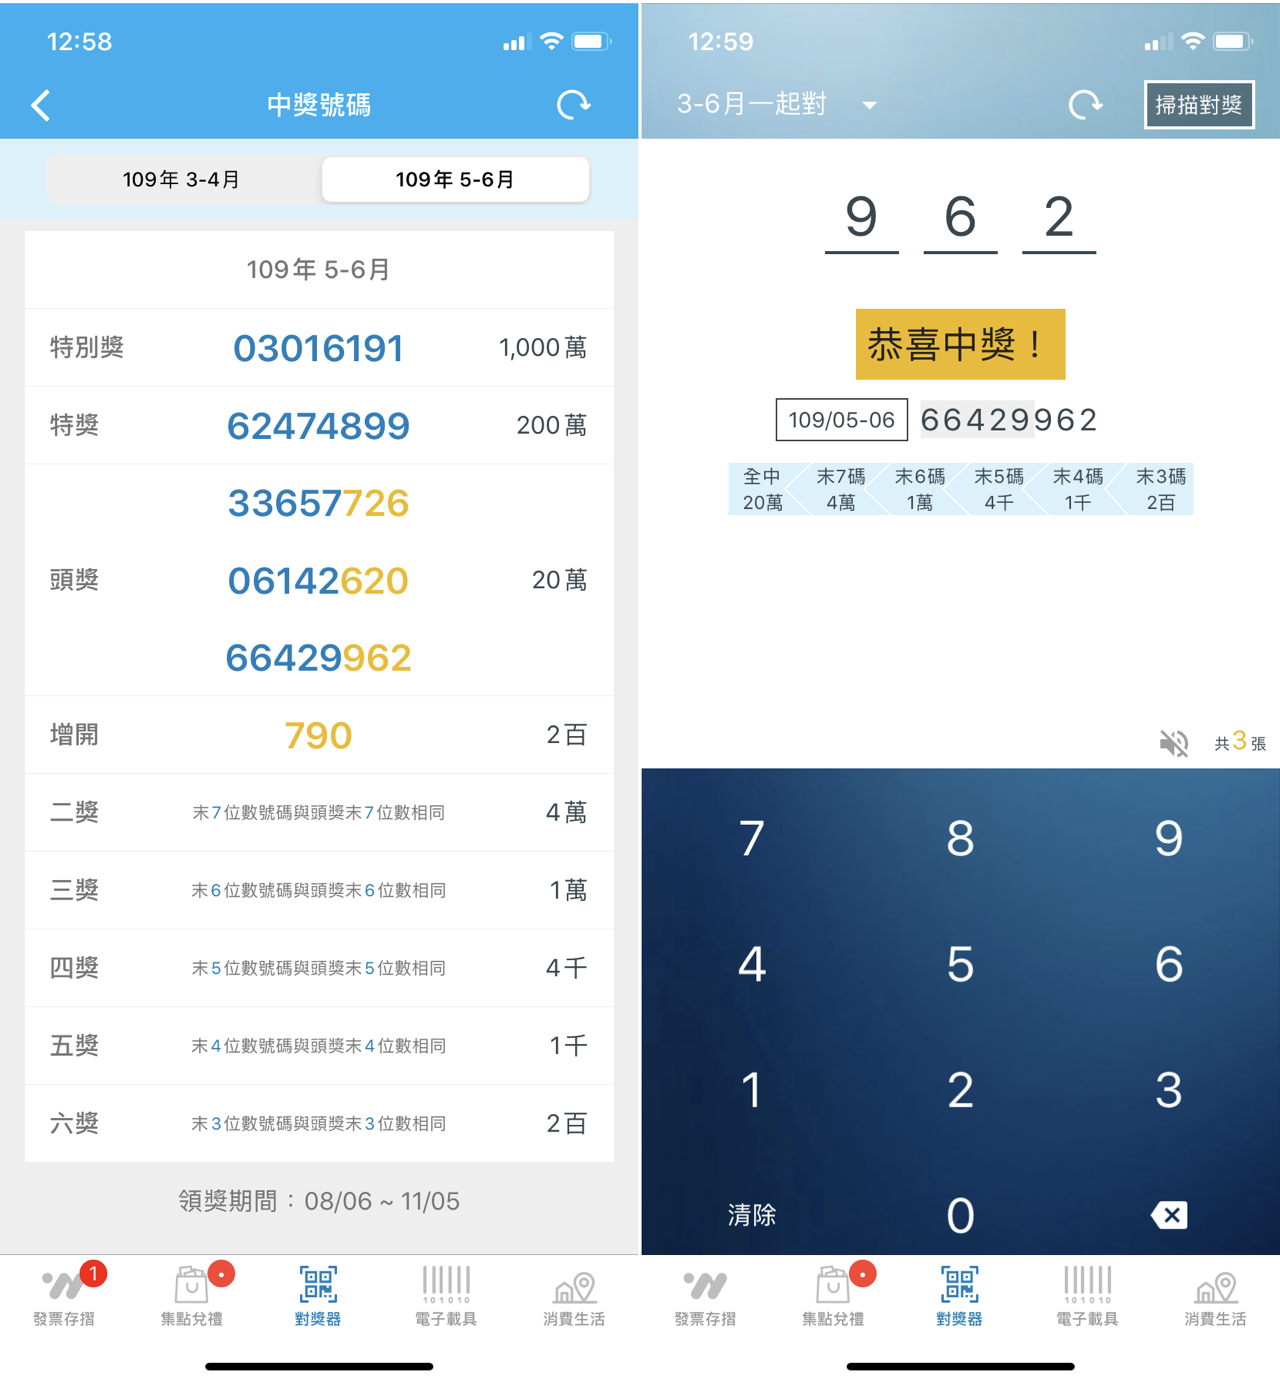 12:58
中獎號碼
109年 3-4月
109年 5-6月
109年 5-6月
特別獎 03016191 1,000萬
特獎 62474899 200萬
33657726
頭獎 06142620 20萬
66429962
增開 790 2百
二獎 末7位數號碼與頭獎末7位數相同 4萬
三獎 末6位數號碼與頭獎末6位數相同 1萬
四獎 末5位數號碼與頭獎末5位數相同 4千
五獎 末4位數號碼與頭獎末4位數相同 1千
六獎 末3位數號碼與頭獎末3位數相同 2百
領獎期間：08/06 ~ 11/05
1
101010
發票存摺 集點兌禮 對獎器 電子載具 消費生活
12:59
3-6月一起對 掃描對獎
9 6 2
恭喜中獎！
109/05-06 66429962
全中 末7碼 末6碼 末5碼 末4碼 末3碼
20萬 4萬 1萬 4千 1千 2百
共3張
7 8 9
4 5 6
1 2 3
清除 0
101010
發票存摺 集點兌禮 對獎器 電子載具 消費生活